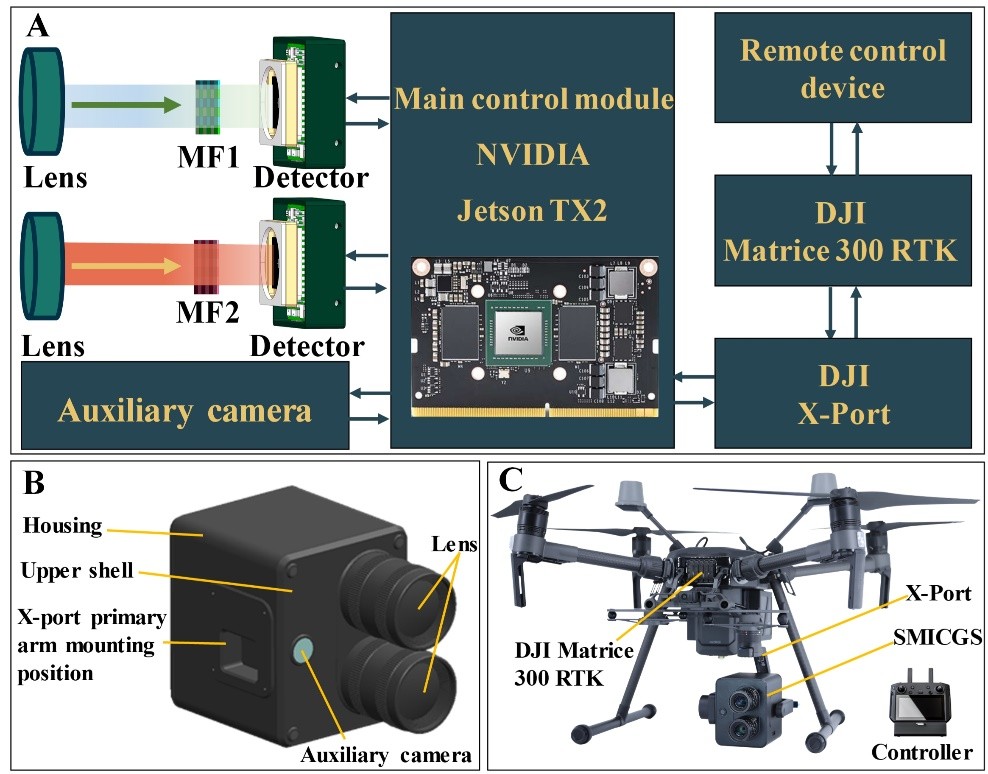 A
Lens
MF1
Detector
Lens
MF2
Detector
Auxiliary camera
Main control module
NVIDIA
Jetson TX2
NVIDIA
Remote control
device
DJI
Matrice 300 RTK
DJI
X-Port
B
Housing
Upper shell
X-port primary
arm mounting
position
Lens
Auxiliary camera
C
DJI Matrice
300 RTK
X-Port
SMICGS
Controller